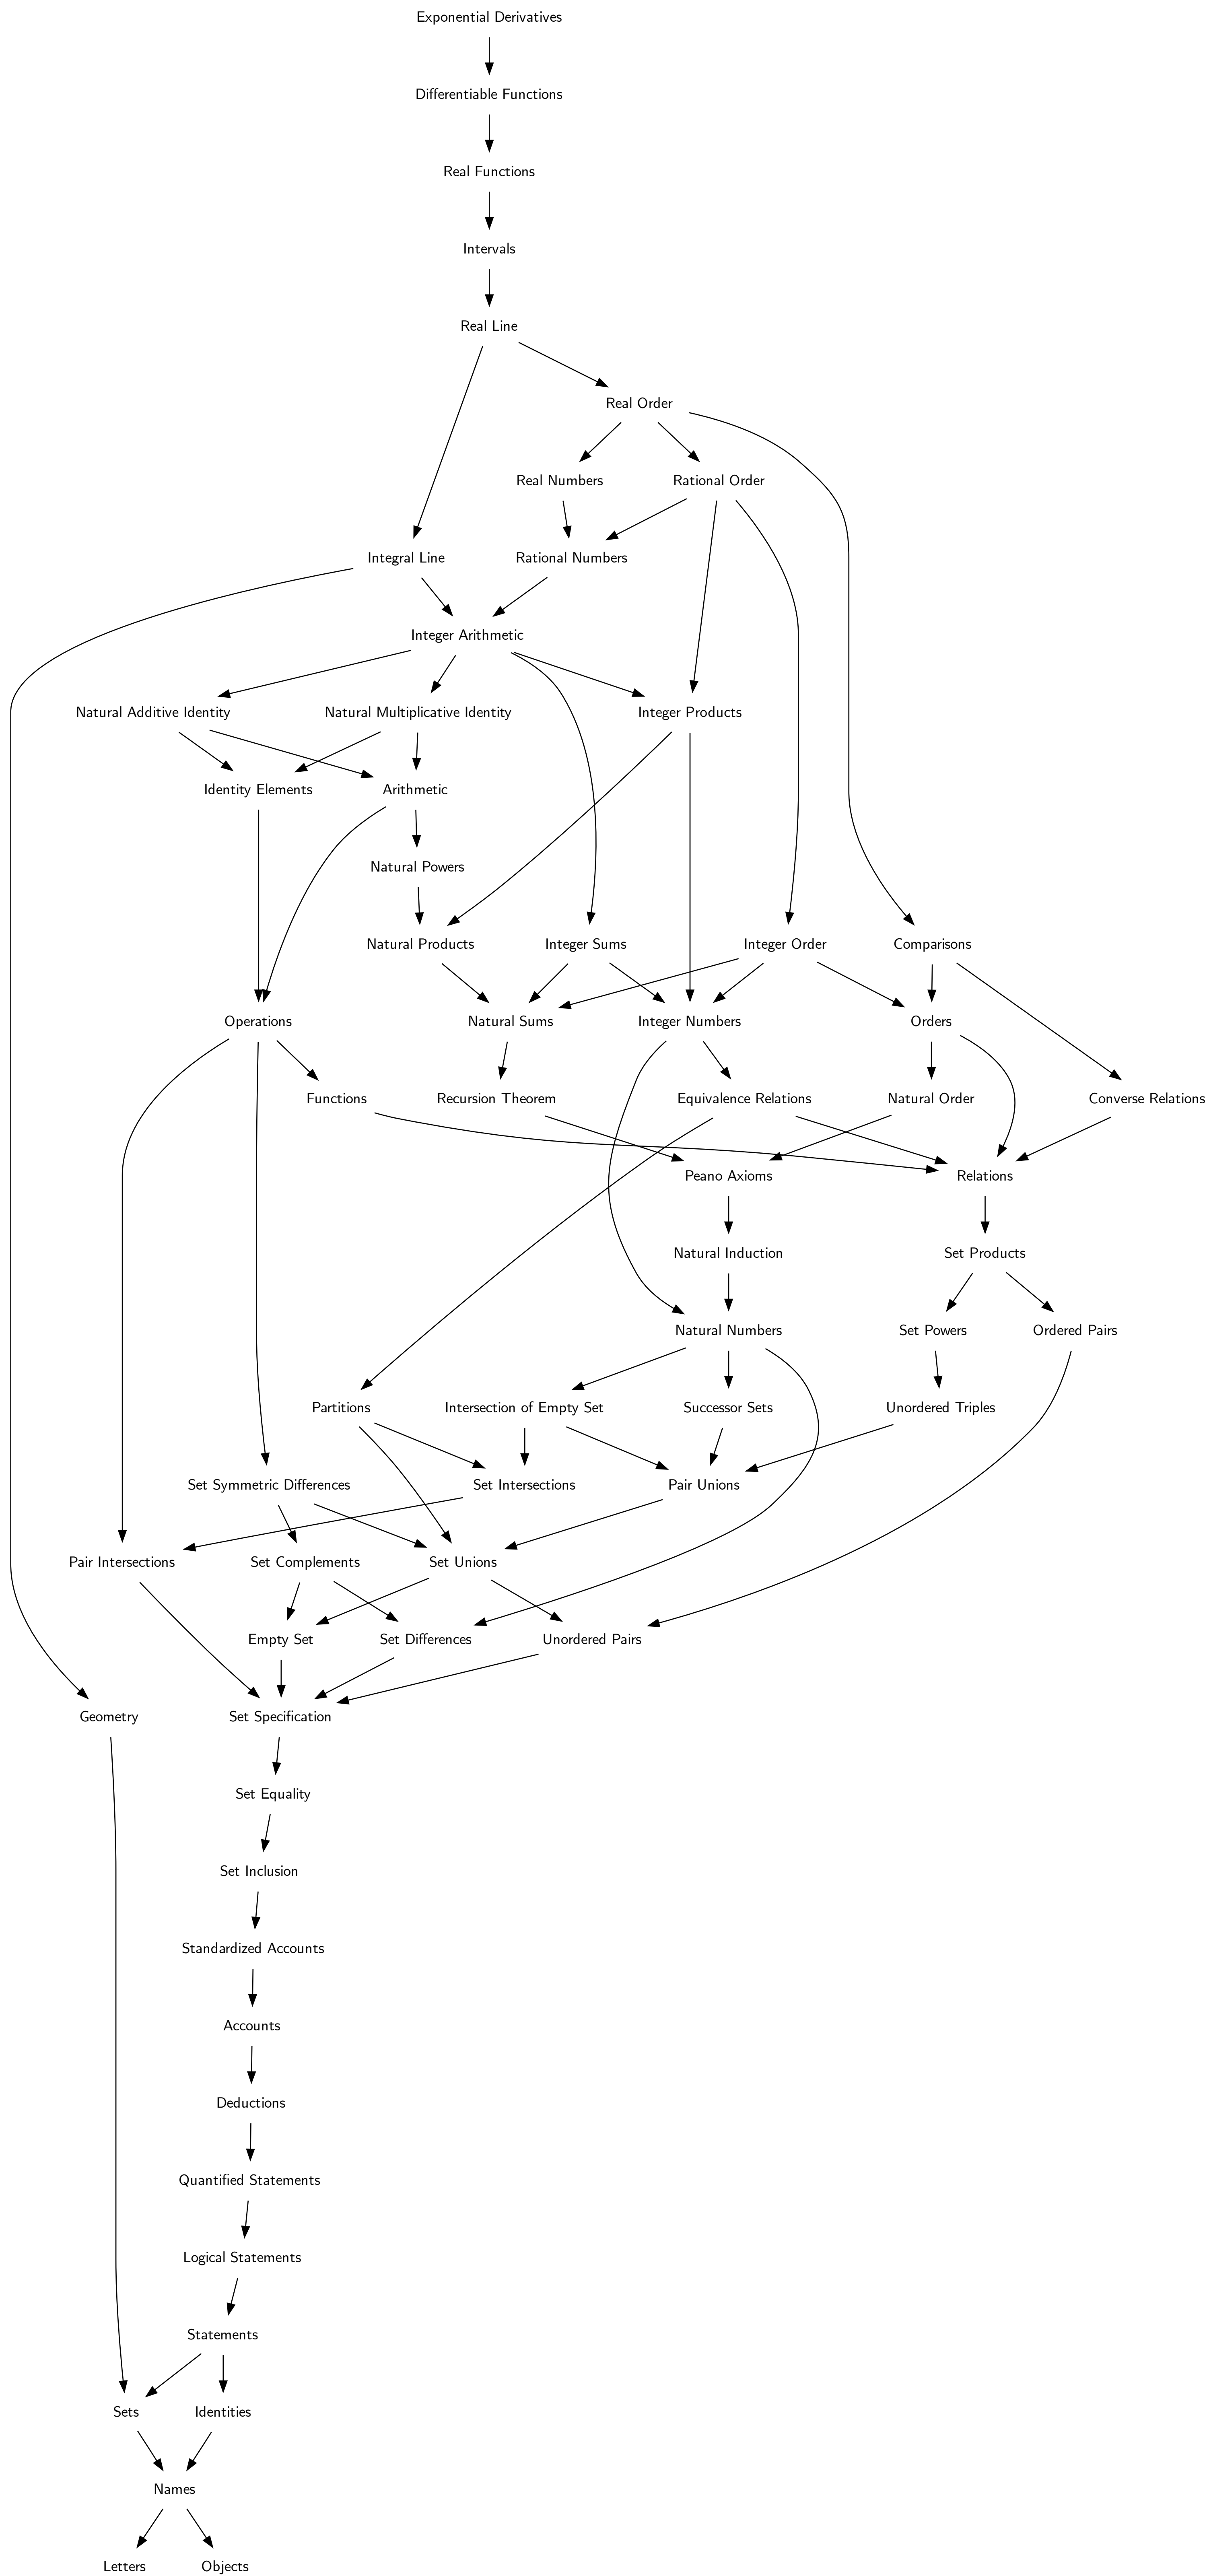 Exponential Derivatives
Differentiable Functions
Real Functions
Intervals
Real Line
Real Order
Real Numbers
Rational Order
Integral Line
Rational Numbers
Integer Arithmetic
Natural Additive Identity
Natural Multiplicative Identity
Integer Products
Identity Elements
Arithmetic
Natural Powers
Natural Products
Integer Sums
Integer Order
Comparisons
Operations
Natural Sums
Integer Numbers
Orders
Functions
Recursion Theorem
Equivalence Relations
Natural Order
Converse Relations
Peano Axioms
Relations
Natural Induction
Set Products
Natural Numbers
Set Powers
Ordered Pairs
Partitions
Intersection of Empty Set
Successor Sets
Unordered Triples
Set Symmetric Differences
Set Intersections
Pair Unions
Pair Intersections
Set Complements
Set Unions
Empty Set
Set Differences
Unordered Pairs
Geometry
Set Specification
Set Equality
Set Inclusion
Standardized Accounts
Accounts
Deductions
Quantified Statements
Logical Statements
Statements
Sets
Identities
Names
Letters
Objects